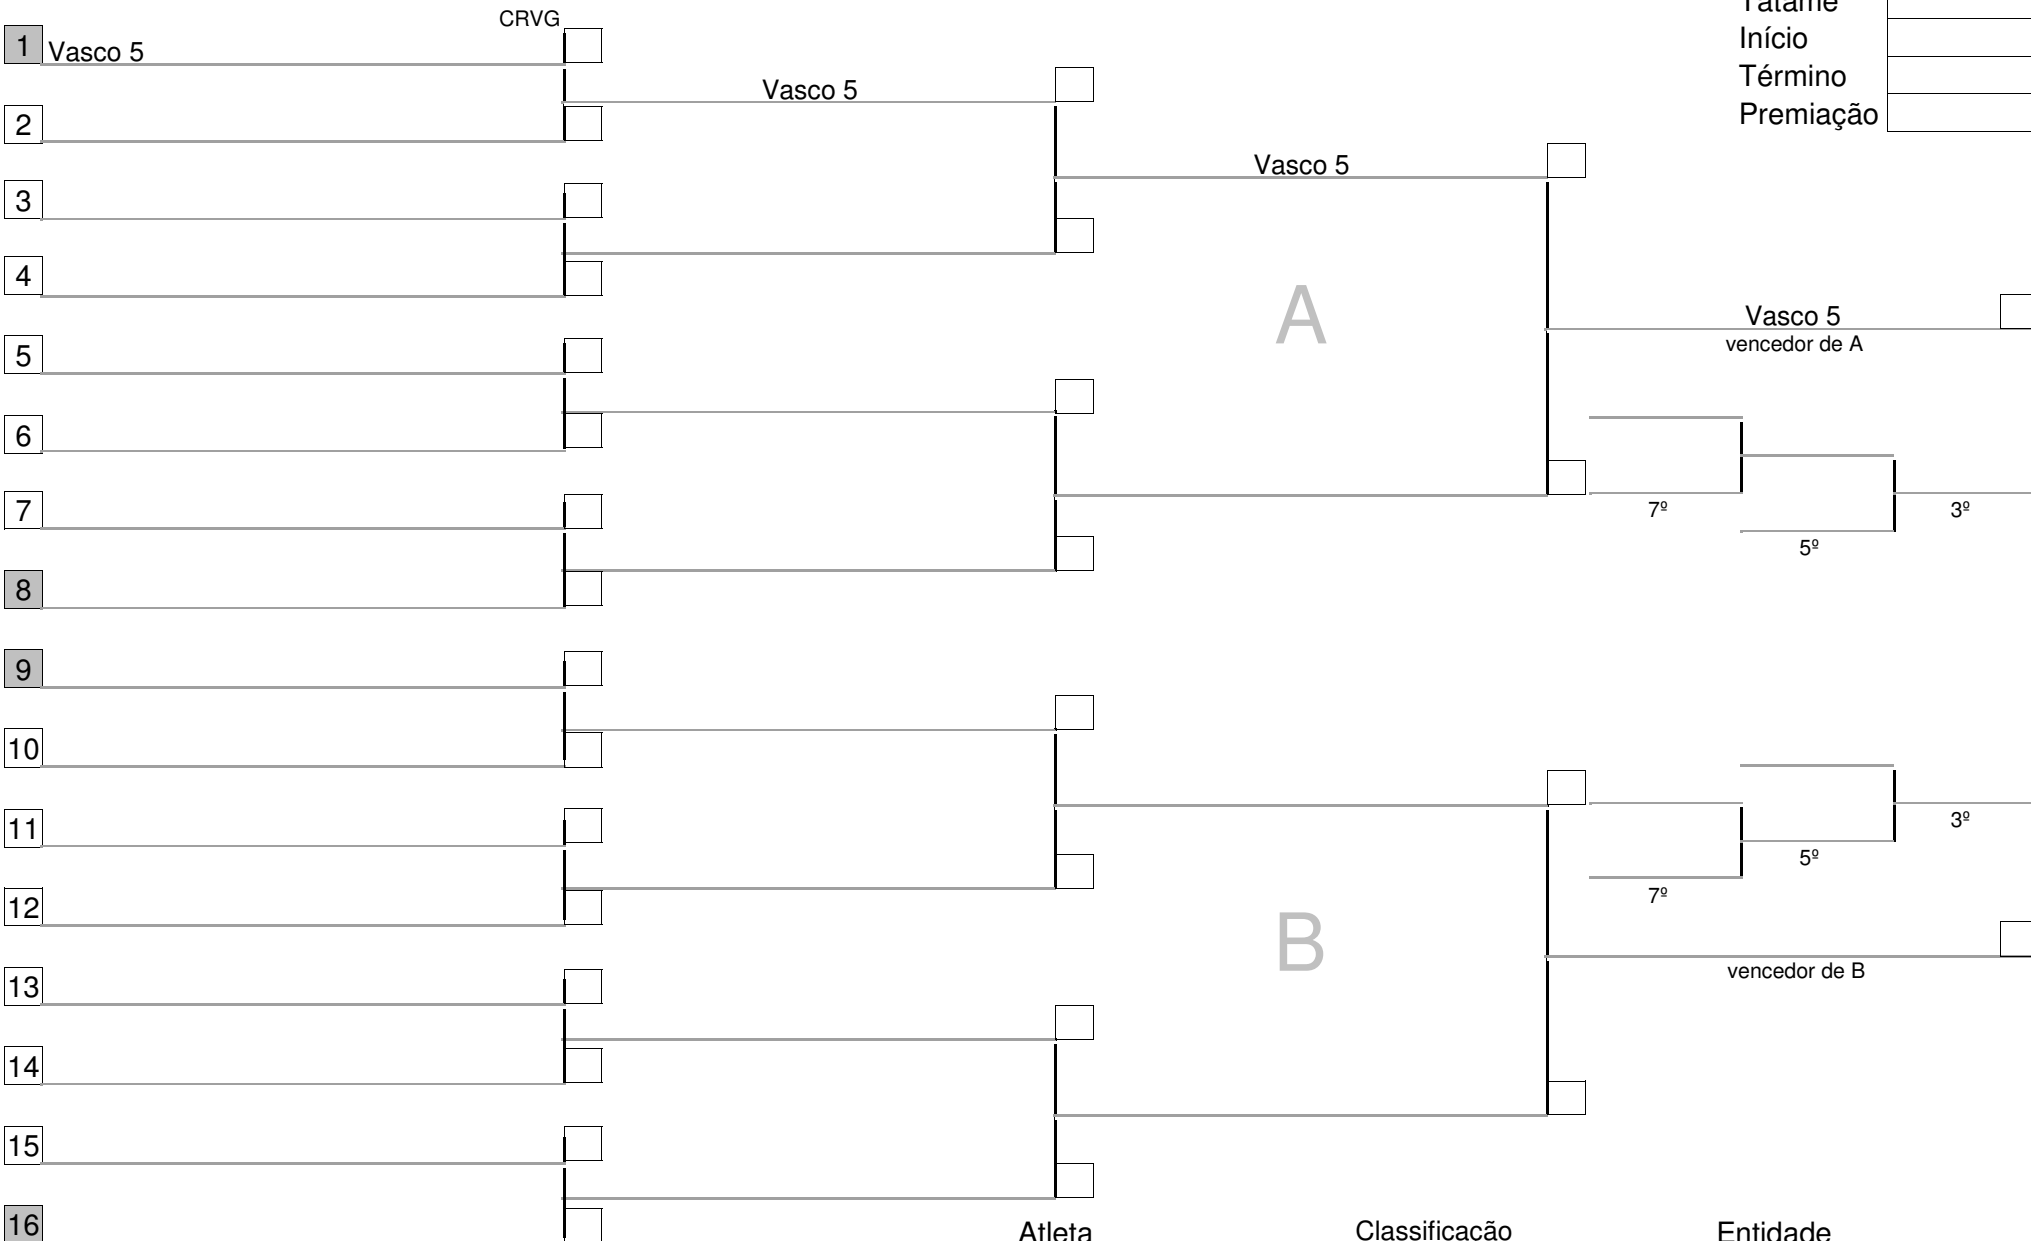 CRVG
Tatame
1 Vasco 5
Início
Vasco 5
Término
2
Premiação
Vasco 5
3
4
A
Vasco 5
5
vencedor de A
6
7
7º
3º
5º
8
9
10
11
3º
5º
12
7º
B
13
vencedor de B
14
15
16
Atleta
Classificação
Entidade